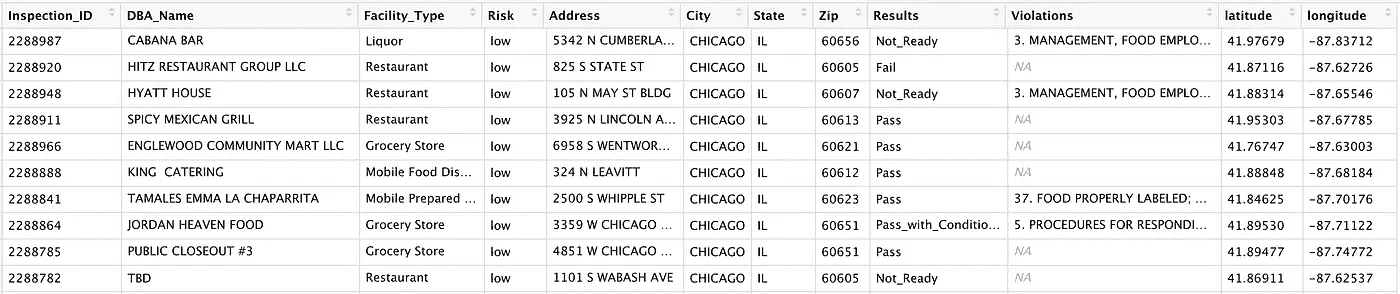 Inspection_ID DBA_Name Facility_Type Risk Address City State Zip Results Violations latitude longitude
2288987 CABANA BAR Liquor low 5342 N CUMBERLA... CHICAGO IL 60656 Not_Ready 3. MANAGEMENT, FOOD EMPLO... 41.97679 -87.83712
2288920 HITZ RESTAURANT GROUP LLC Restaurant low 825 S STATE ST CHICAGO IL 60605 Fail NA 41.87116 -87.62726
2288948 HYATT HOUSE Restaurant low 105 N MAY ST BLDG CHICAGO IL 60607 Not_Ready 3. MANAGEMENT, FOOD EMPLO... 41.88314 -87.65546
2288911 SPICY MEXICAN GRILL Restaurant low 3925 N LINCOLN A... CHICAGO IL 60613 Pass NA 41.95303 -87.67785
2288966 ENGLEWOOD COMMUNITY MART LLC Grocery Store low 6958 S WENTWOR... CHICAGO IL 60621 Pass NA 41.76747 -87.63003
2288888 KING CATERING Mobile Food Dis... low 324 N LEAVITT CHICAGO IL 60612 Pass NA 41.88848 -87.68184
2288841 TAMALES EMMA LA CHAPARRITA Mobile Prepared ... low 2500 S WHIPPLE ST CHICAGO IL 60623 Pass 37. FOOD PROPERLY LABELED; ... 41.84625 -87.70176
2288864 JORDAN HEAVEN FOOD Grocery Store low 3359 W CHICAGO ... CHICAGO IL 60651 Pass_with_Conditio... 5. PROCEDURES FOR RESPONDI... 41.89530 -87.71122
2288785 PUBLIC CLOSEOUT #3 Grocery Store low 4851 W CHICAGO ... CHICAGO IL 60651 Pass NA 41.89477 -87.74772
2288782 TBD Restaurant low 1101 S WABASH AVE CHICAGO IL 60605 Not_Ready NA 41.86911 -87.62537